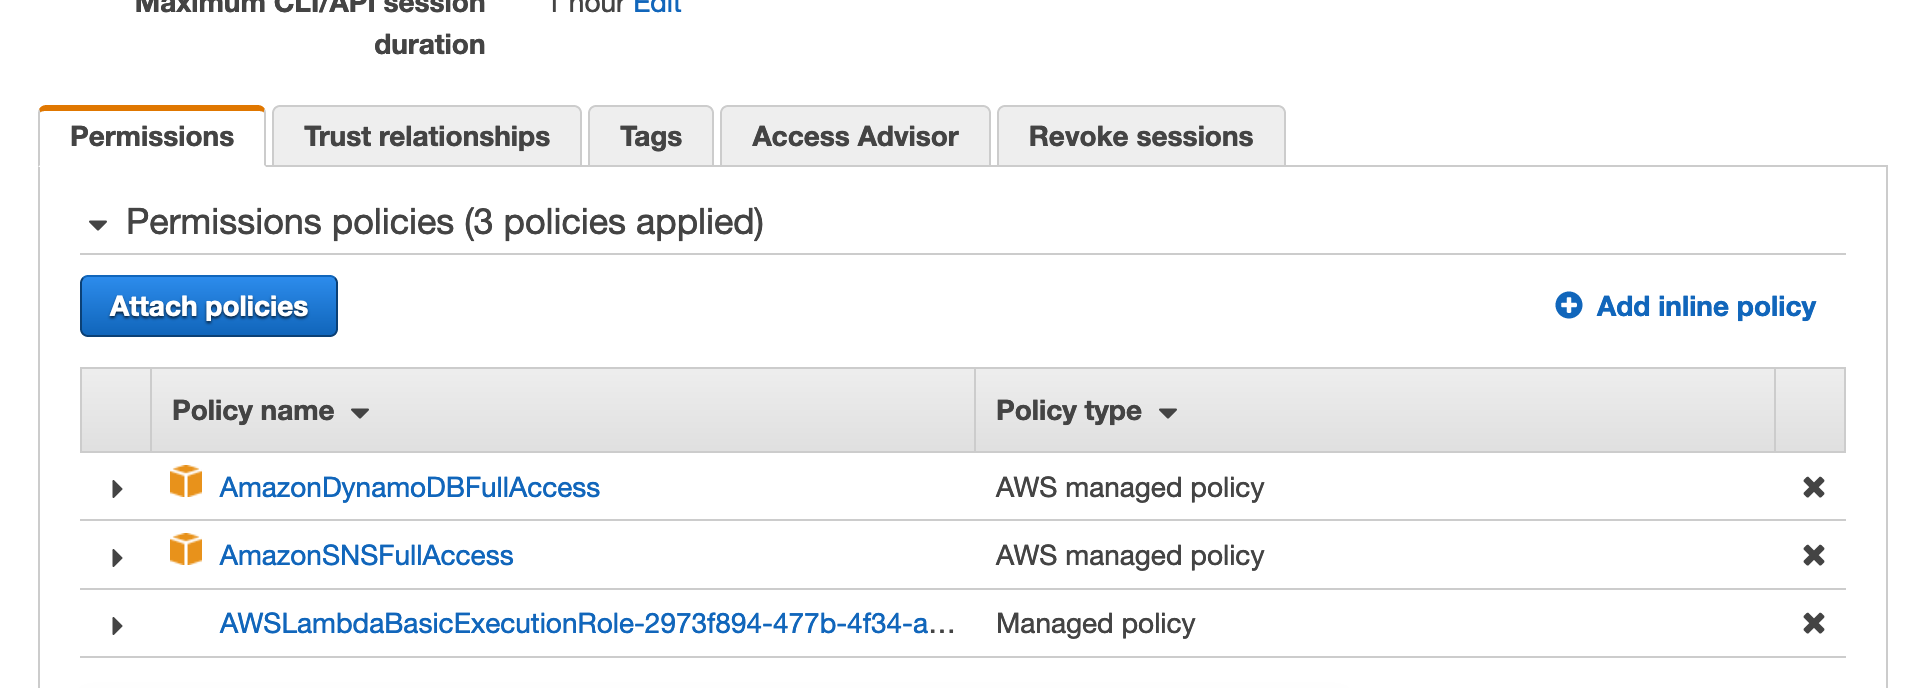 Maximum CLI/API session 1 hour Edit
duration
Permissions Trust relationships Tags Access Advisor Revoke sessions
Permissions policies (3 policies applied)
Attach policies Add inline policy
Policy name Policy type
AmazonDynamoDBFullAccess AWS managed policy
AmazonSNSFullAccess AWS managed policy
AWSLambdaBasicExecutionRole-2973f894-477b-4f34-a... Managed policy